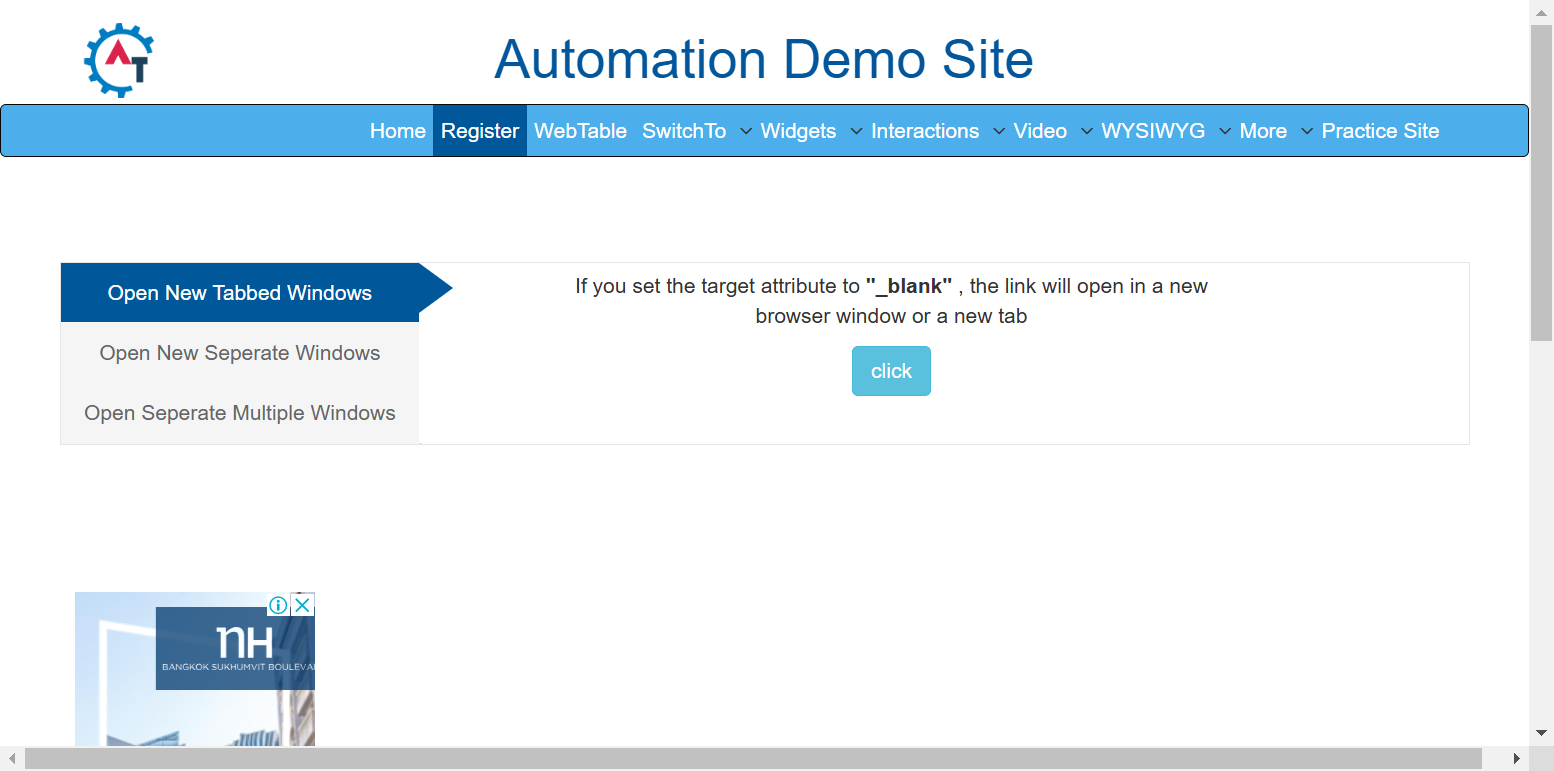 AT
Automation Demo Site
Home Register WebTable SwitchTo Widgets Interactions Video WYSIWYG More Practice Site
Open New Tabbed Windows
Open New Seperate Windows
Open Seperate Multiple Windows
If you set the target attribute to "_blank" , the link will open in a new
browser window or a new tab
click
nH
BANGKOK SUKHUMVIT